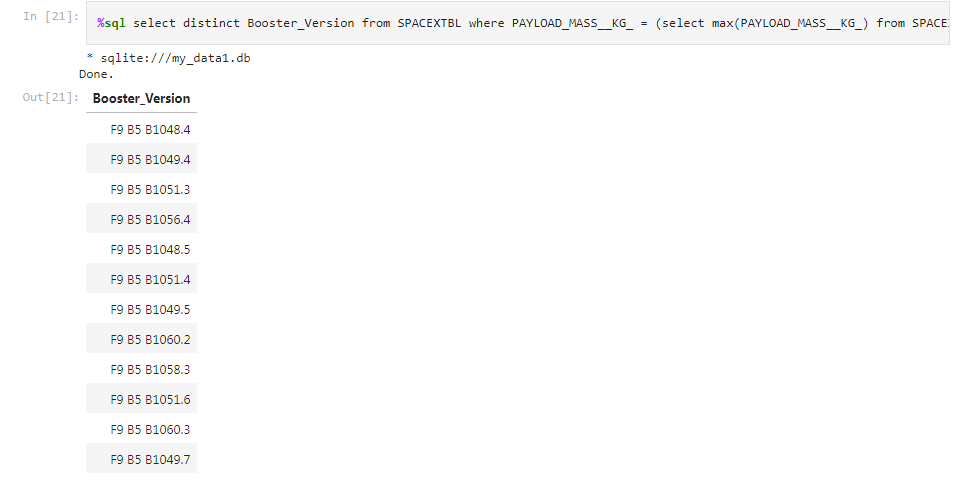 In [21]: %sql select distinct Booster_Version from SPACEXTBL where PAYLOAD_MASS__KG_ = (select max(PAYLOAD_MASS__KG_) from
* sqlite:///my_data1.db
Done.
Out[21]: Booster_Version
F9 B5 B1048.4
F9 B5 B1049.4
F9 B5 B1051.3
F9 B5 B1056.4
F9 B5 B1048.5
F9 B5 B1051.4
F9 B5 B1049.5
F9 B5 B1060.2
F9 B5 B1058.3
F9 B5 B1051.6
F9 B5 B1060.3
F9 B5 B1049.7